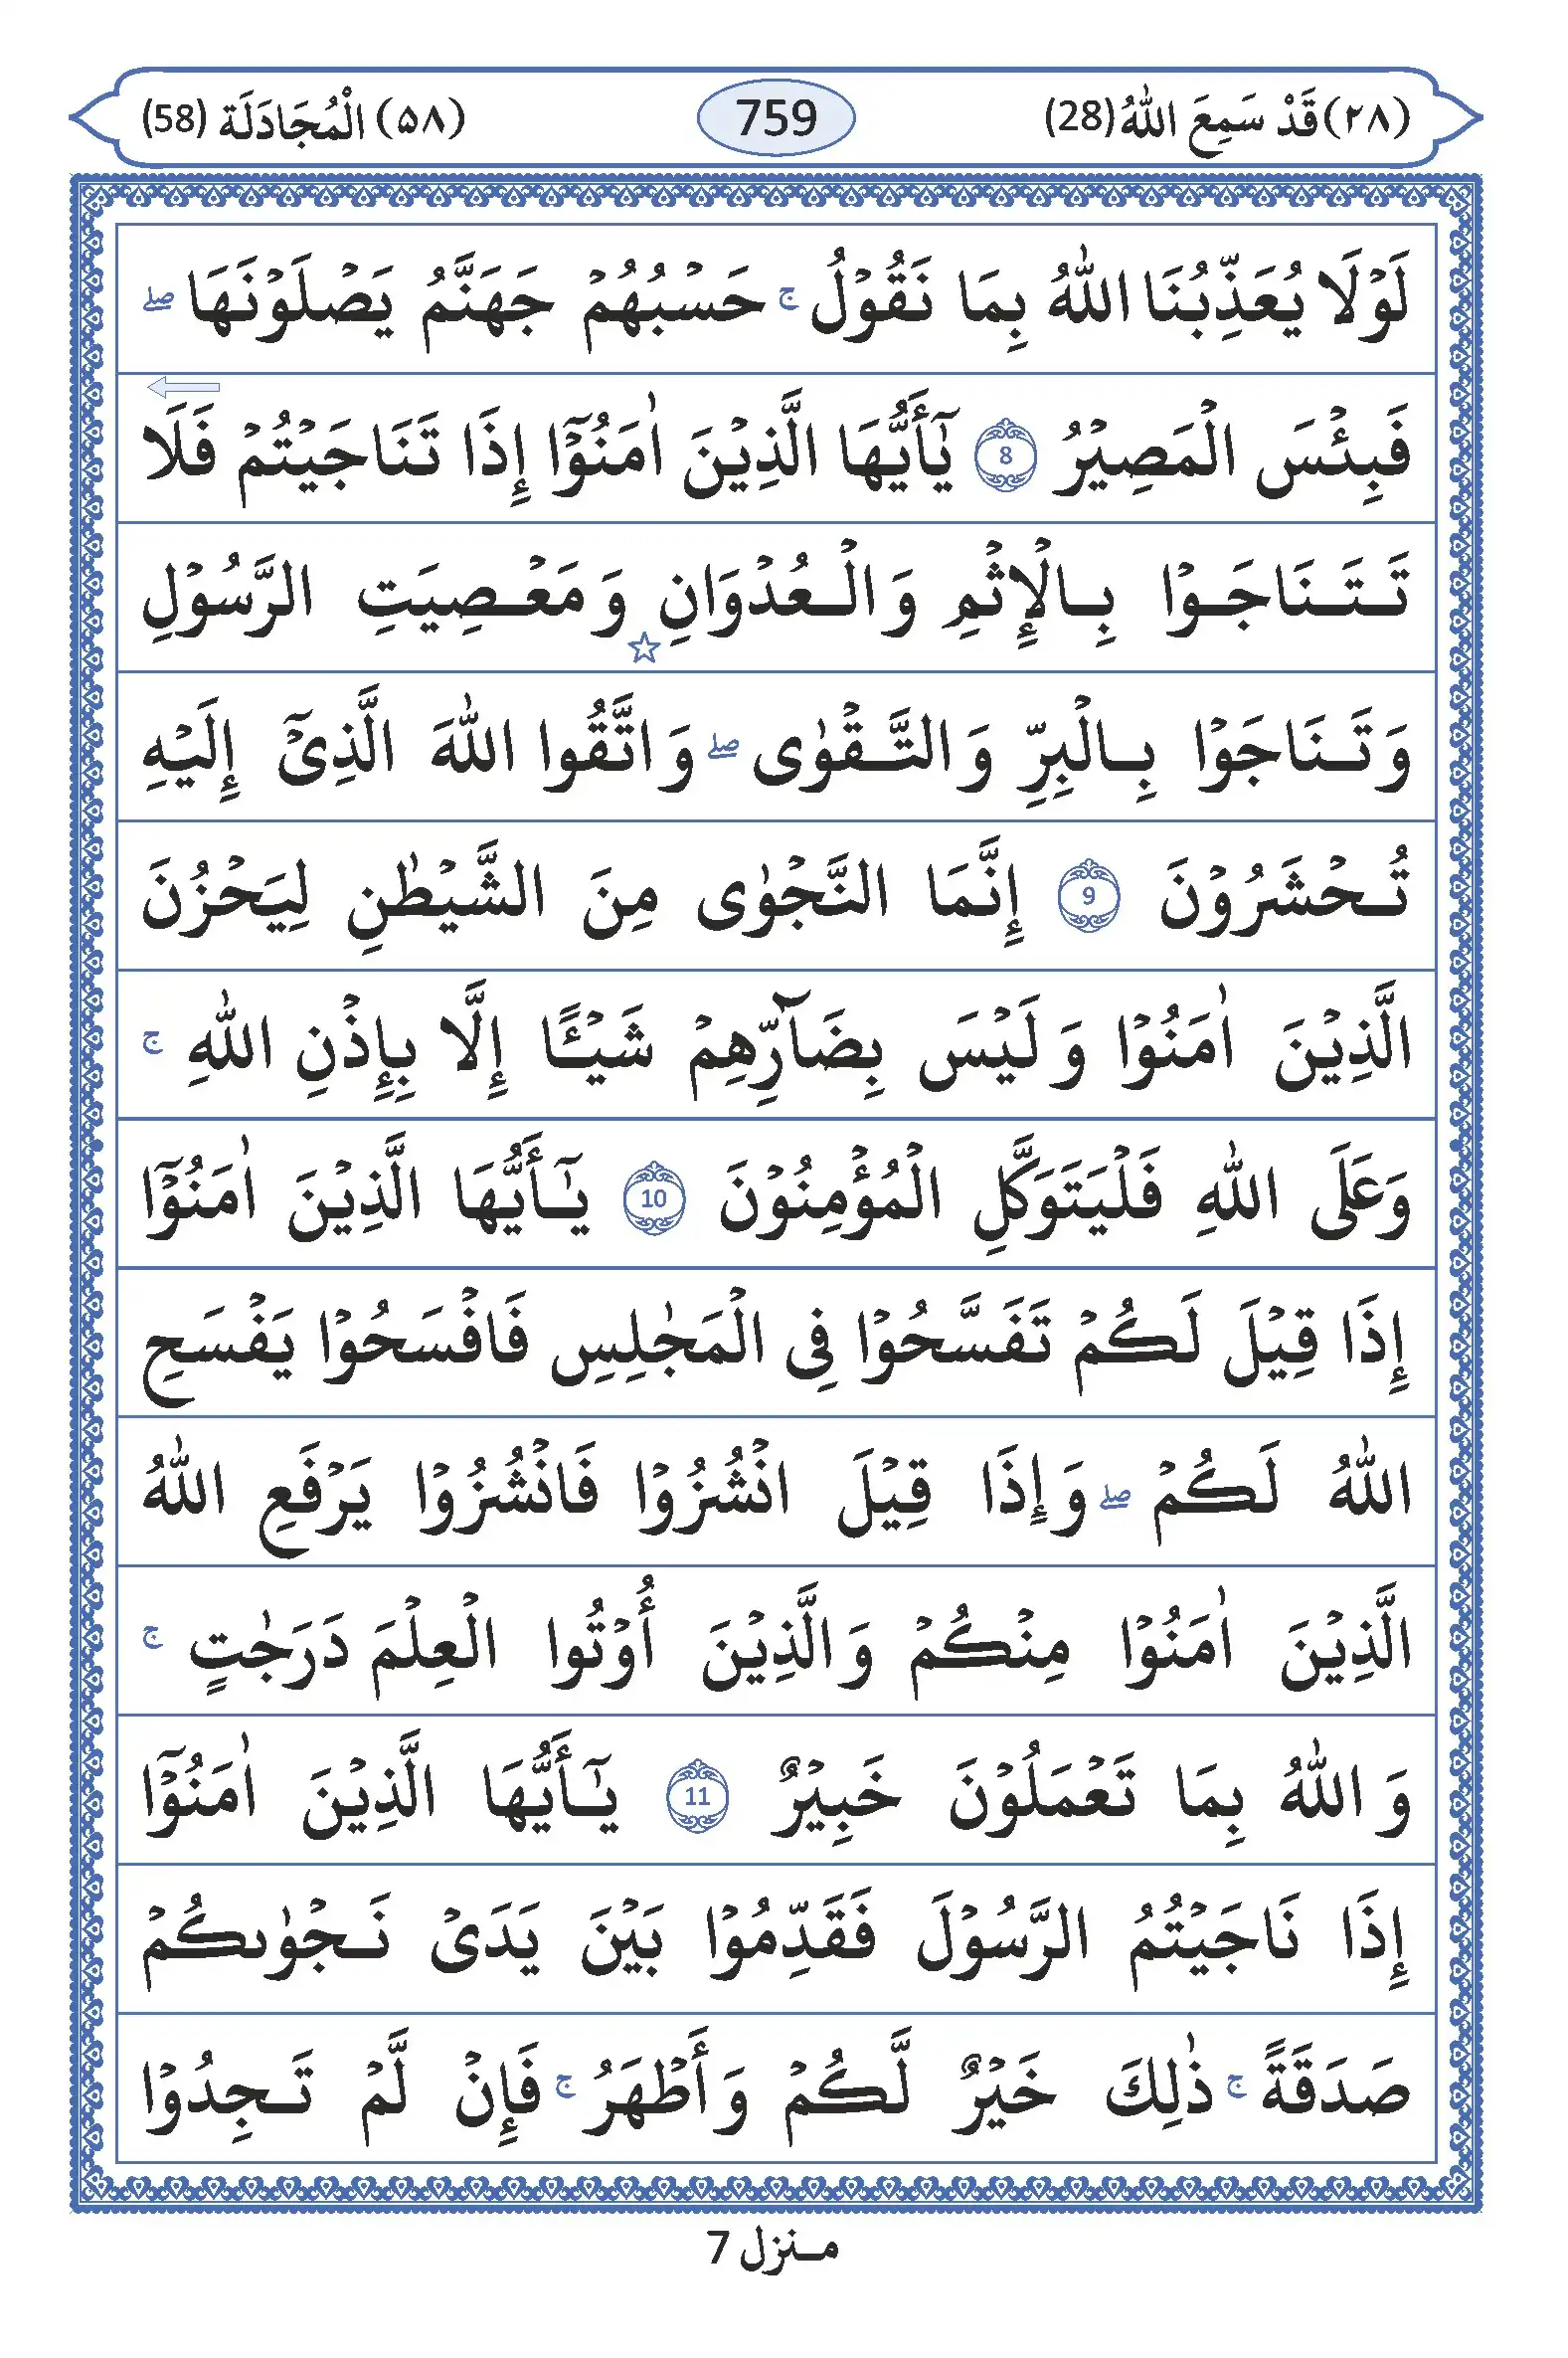 (٢٨) قَدْ سَمِعَ اللّٰهُ (28) 759 (٥٨) الْمُجَادَلَة (58)
لَوْلَا يُعَذِّبُنَا اللّٰهُ بِمَا نَقُوْلُ ۚ حَسْبُهُمْ جَهَنَّمُ يَصْلَوْنَهَا ۖ
فَبِئْسَ الْمَصِيْرُ 8 يٰٓأَيُّهَا الَّذِيْنَ اٰمَنُوْٓا إِذَا تَنَاجَيْتُمْ فَلَا
تَتَنَاجَوْا بِالْإِثْمِ وَالْعُدْوَانِ وَمَعْصِيَتِ الرَّسُوْلِ
وَتَنَاجَوْا بِالْبِرِّ وَالتَّقْوٰى ۖ وَاتَّقُوا اللّٰهَ الَّذِيْٓ إِلَيْهِ
تُحْشَرُوْنَ 9 إِنَّمَا النَّجْوٰى مِنَ الشَّيْطٰنِ لِيَحْزُنَ
الَّذِيْنَ اٰمَنُوْا وَلَيْسَ بِضَآرِّهِمْ شَيْـًٔا إِلَّا بِإِذْنِ اللّٰهِ ۚ
وَعَلَى اللّٰهِ فَلْيَتَوَكَّلِ الْمُؤْمِنُوْنَ 10 يٰٓأَيُّهَا الَّذِيْنَ اٰمَنُوْٓا
إِذَا قِيْلَ لَكُمْ تَفَسَّحُوْا فِى الْمَجٰلِسِ فَافْسَحُوْا يَفْسَحِ
اللّٰهُ لَكُمْ ۖ وَإِذَا قِيْلَ انْشُزُوْا فَانْشُزُوْا يَرْفَعِ اللّٰهُ
الَّذِيْنَ اٰمَنُوْا مِنْكُمْ وَالَّذِيْنَ أُوْتُوا الْعِلْمَ دَرَجٰتٍ ۚ
وَاللّٰهُ بِمَا تَعْمَلُوْنَ خَبِيْرٌ 11 يٰٓأَيُّهَا الَّذِيْنَ اٰمَنُوْٓا
إِذَا نَاجَيْتُمُ الرَّسُوْلَ فَقَدِّمُوْا بَيْنَ يَدَىْ نَجْوٰىكُمْ
صَدَقَةً ۚ ذٰلِكَ خَيْرٌ لَّكُمْ وَأَطْهَرُ ۚ فَإِنْ لَّمْ تَجِدُوْا
مـنزل 7